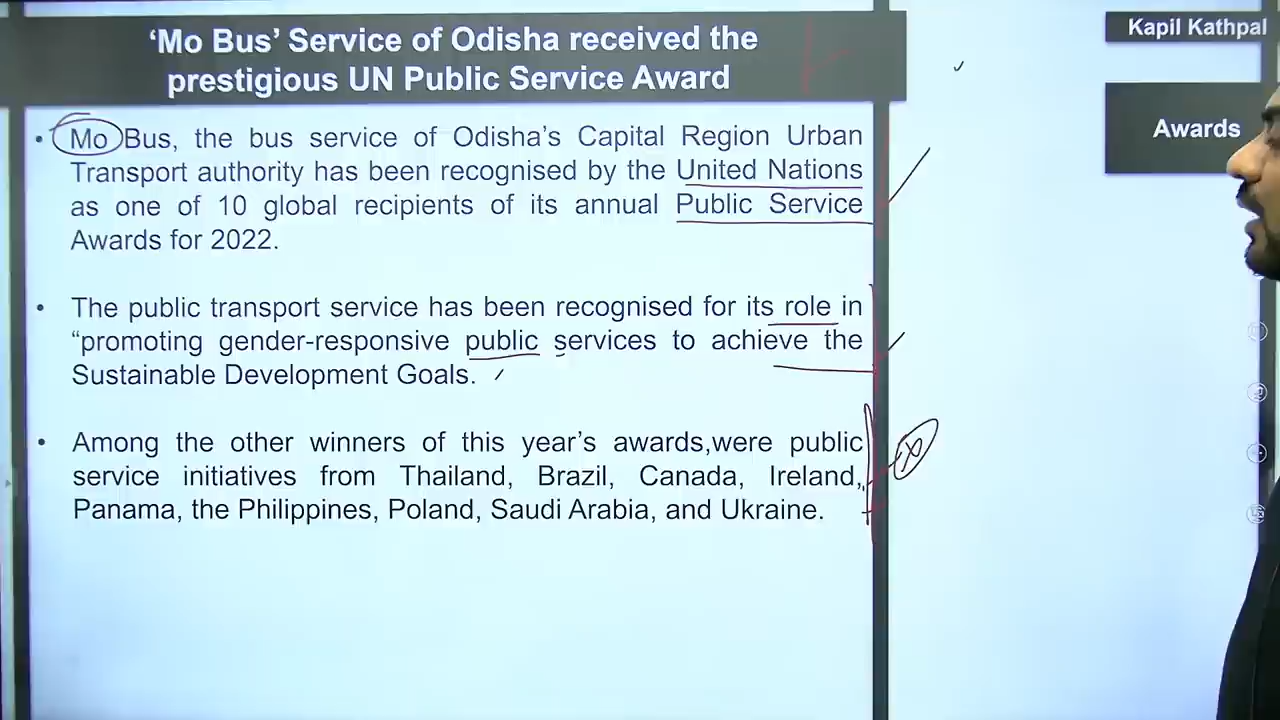 ‘Mo Bus’ Service of Odisha received the
prestigious UN Public Service Award
Kapil Kathpal
Awards
• Mo Bus, the bus service of Odisha’s Capital Region Urban
Transport authority has been recognised by the United Nations
as one of 10 global recipients of its annual Public Service
Awards for 2022.
• The public transport service has been recognised for its role in
“promoting gender-responsive public services to achieve the
Sustainable Development Goals.
• Among the other winners of this year’s awards,were public
service initiatives from Thailand, Brazil, Canada, Ireland,
Panama, the Philippines, Poland, Saudi Arabia, and Ukraine.